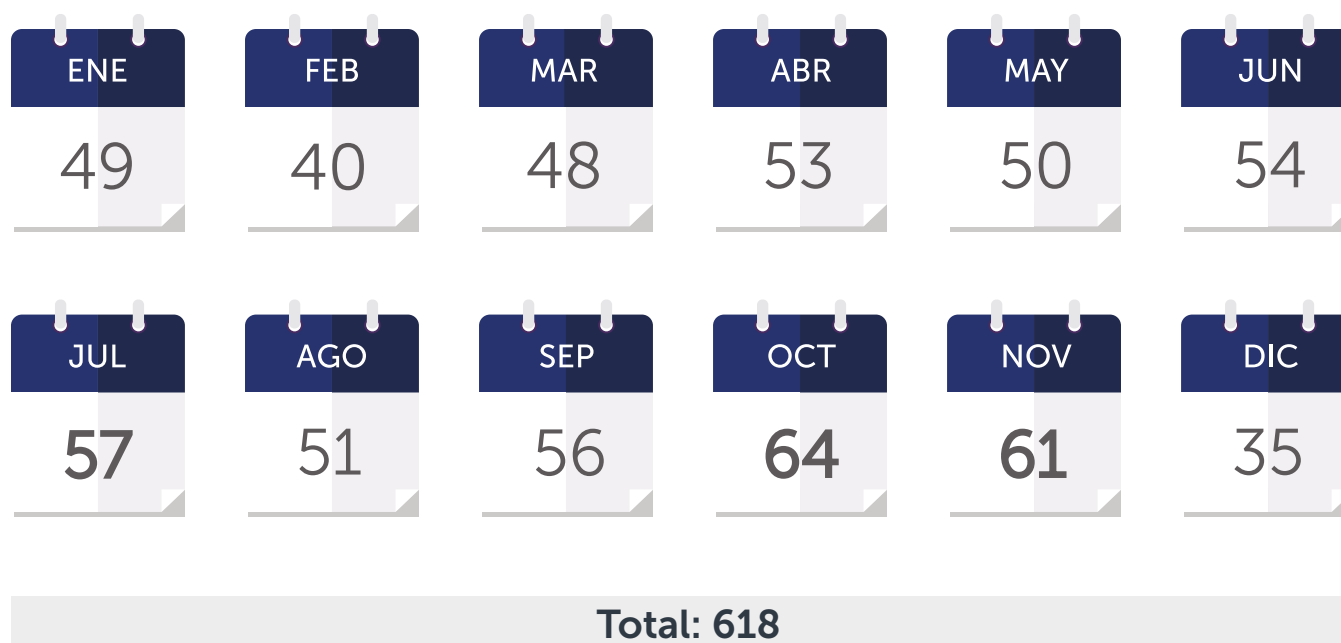 ENE FEB MAR ABR MAY JUN
49 40 48 53 50 54
JUL AGO SEP OCT NOV DIC
57 51 56 64 61 35
Total: 618